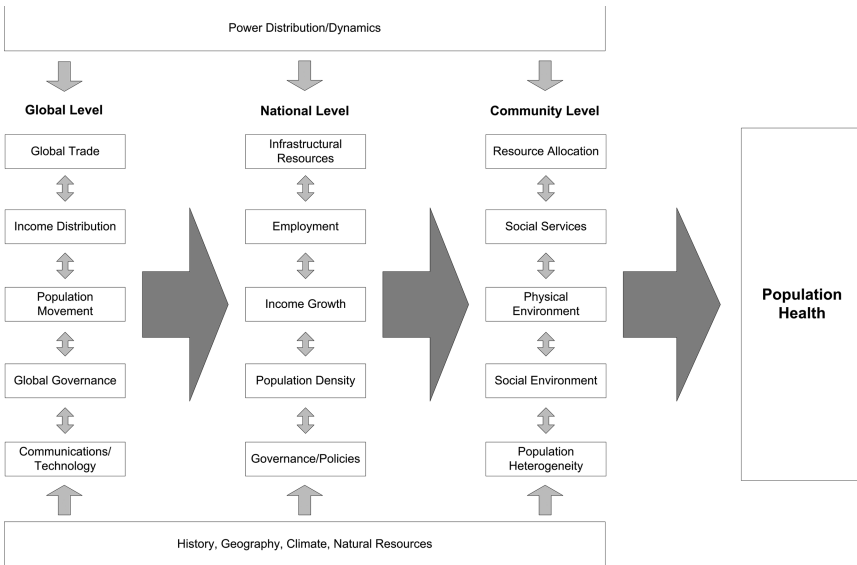 Power Distribution/Dynamics
Global Level
Global Trade
Income Distribution
Population
Movement
Global Governance
Communications/
Technology
National Level
Infrastructural
Resources
Employment
Income Growth
Population Density
Governance/Policies
Community Level
Resource Allocation
Social Services
Physical
Environment
Social Environment
Population
Heterogeneity
Population
Health
History, Geography, Climate, Natural Resources